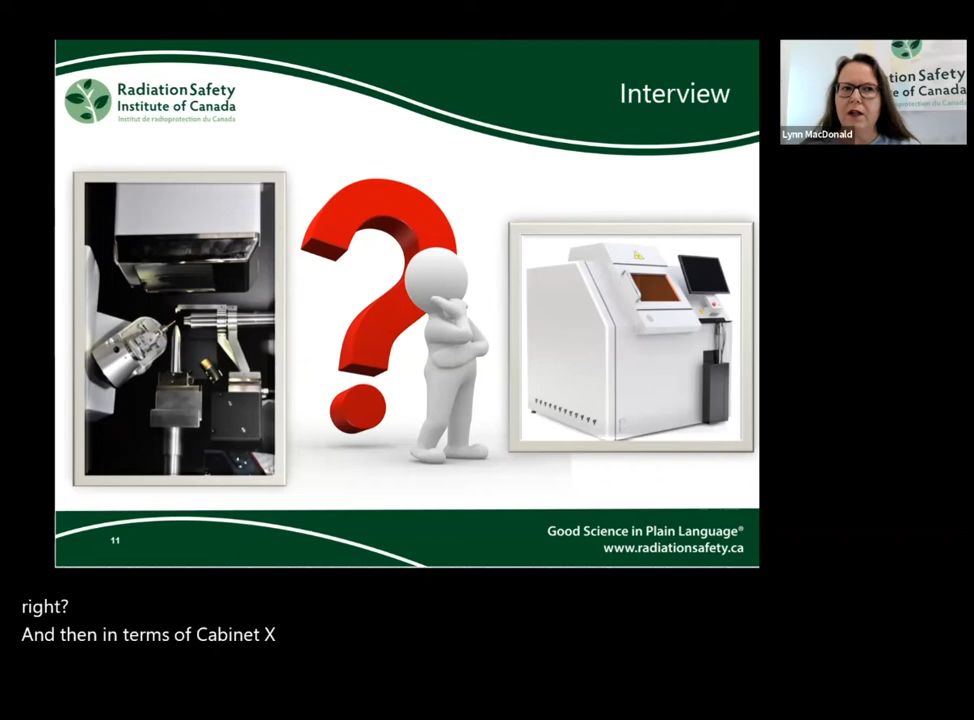 Radiation Safety
Institute of Canada
Institut de radioprotection du Canada
Interview
tion Safety
e of Canada
Lynn MacDonald
11
Good Science in Plain Language®
www.radiationsafety.ca
right?
And then in terms of Cabinet X